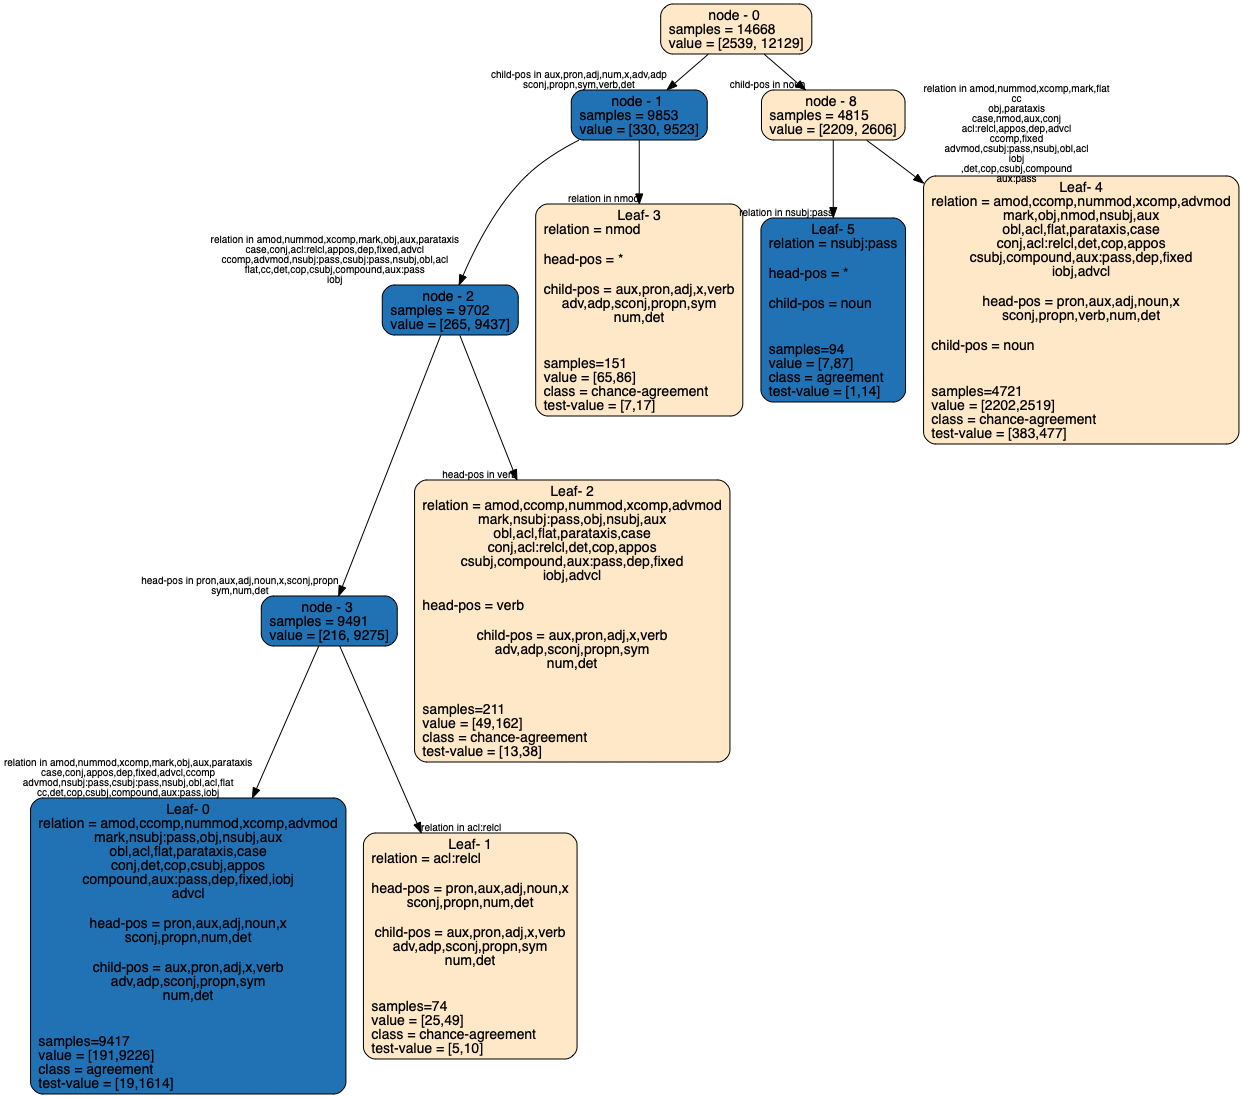 node - 0
samples = 14668
value = [2539, 12129]
child-pos in aux,pron,adj,num,x,adv,adp
sconj,propn,sym,verb,det
child-pos in noun
node - 1
samples = 9853
value = [330, 9523]
node - 8
samples = 4815
value = [2209, 2606]
relation in amod,nummod,xcomp,mark,flat
cc
obj,parataxis
case,nmod,aux,conj
acl:relcl,appos,dep,advcl
ccomp,fixed
advmod,csubj:pass,nsubj,obl,acl
iobj
,det,cop,csubj,compound
aux:pass
relation in nmod
Leaf- 3
relation = nmod
head-pos = *
child-pos = aux,pron,adj,x,verb
adv,adp,sconj,propn,sym
num,det
samples=151
value = [65,86]
class = chance-agreement
test-value = [7,17]
relation in nsubj:pass
Leaf- 5
relation = nsubj:pass
head-pos = *
child-pos = noun
samples=94
value = [7,87]
class = agreement
test-value = [1,14]
Leaf- 4
relation = amod,ccomp,nummod,xcomp,advmod
mark,obj,nmod,nsubj,aux
obl,acl,flat,parataxis,case
conj,acl:relcl,det,cop,appos
csubj,compound,aux:pass,dep,fixed
iobj,advcl
head-pos = pron,aux,adj,noun,x
sconj,propn,verb,num,det
child-pos = noun
samples=4721
value = [2202,2519]
class = chance-agreement
test-value = [383,477]
relation in amod,nummod,xcomp,mark,obj,aux,parataxis
case,conj,acl:relcl,appos,dep,fixed,advcl
ccomp,advmod,nsubj:pass,csubj:pass,nsubj,obl,acl
flat,cc,det,cop,csubj,compound,aux:pass
iobj
node - 2
samples = 9702
value = [265, 9437]
head-pos in verb
Leaf- 2
relation = amod,ccomp,nummod,xcomp,advmod
mark,nsubj:pass,obj,nsubj,aux
obl,acl,flat,parataxis,case
conj,acl:relcl,det,cop,appos
csubj,compound,aux:pass,dep,fixed
iobj,advcl
head-pos = verb
child-pos = aux,pron,adj,x,verb
adv,adp,sconj,propn,sym
num,det
samples=211
value = [49,162]
class = chance-agreement
test-value = [13,38]
head-pos in pron,aux,adj,noun,x,sconj,propn
sym,num,det
node - 3
samples = 9491
value = [216, 9275]
relation in amod,nummod,xcomp,mark,obj,aux,parataxis
case,conj,appos,dep,fixed,advcl,ccomp
advmod,nsubj:pass,csubj:pass,nsubj,obl,acl,flat
cc,det,cop,csubj,compound,aux:pass,iobj
Leaf- 0
relation = amod,ccomp,nummod,xcomp,advmod
mark,nsubj:pass,obj,nsubj,aux
obl,acl,flat,parataxis,case
conj,det,cop,csubj,appos
compound,aux:pass,dep,fixed,iobj
advcl
head-pos = pron,aux,adj,noun,x
sconj,propn,num,det
child-pos = aux,pron,adj,x,verb
adv,adp,sconj,propn,sym
num,det
samples=9417
value = [191,9226]
class = agreement
test-value = [19,1614]
relation in acl:relcl
Leaf- 1
relation = acl:relcl
head-pos = pron,aux,adj,noun,x
sconj,propn,num,det
child-pos = aux,pron,adj,x,verb
adv,adp,sconj,propn,sym
num,det
samples=74
value = [25,49]
class = chance-agreement
test-value = [5,10]